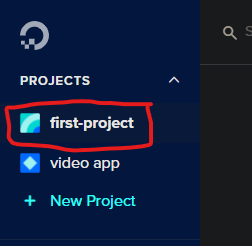 PROJECTS
first-project
video app
+ New Project
S